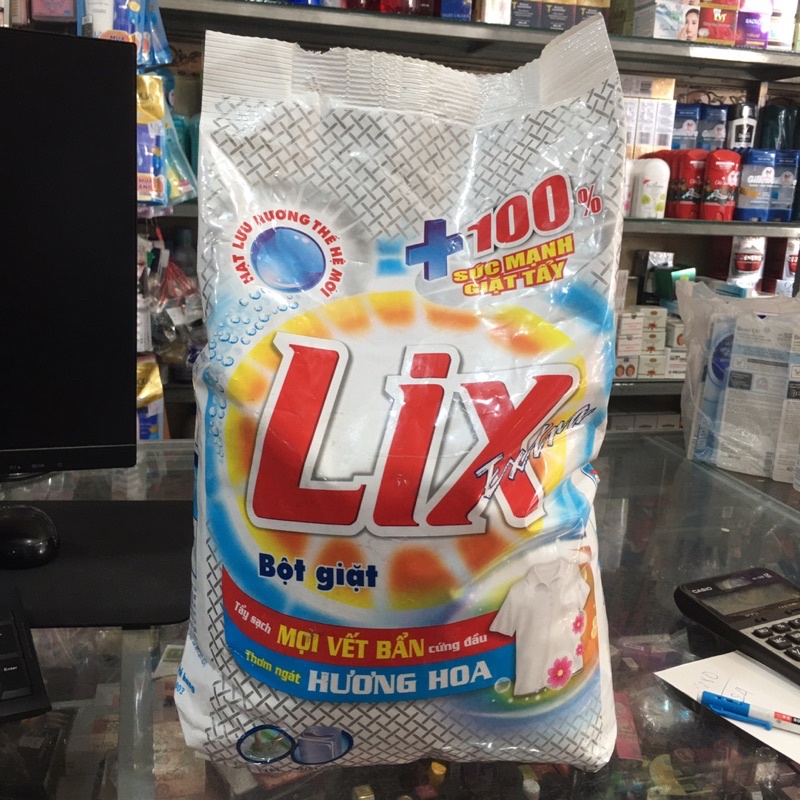 HẠT LƯU HƯƠNG THẾ HỆ MỚI
+100%
SỨC MẠNH
GIẶT TẨY
Lix
Extra
Bột giặt
Tẩy sạch MỌI VẾT BẨN cứng đầu
Thơm ngát HƯƠNG HOA
CASIO